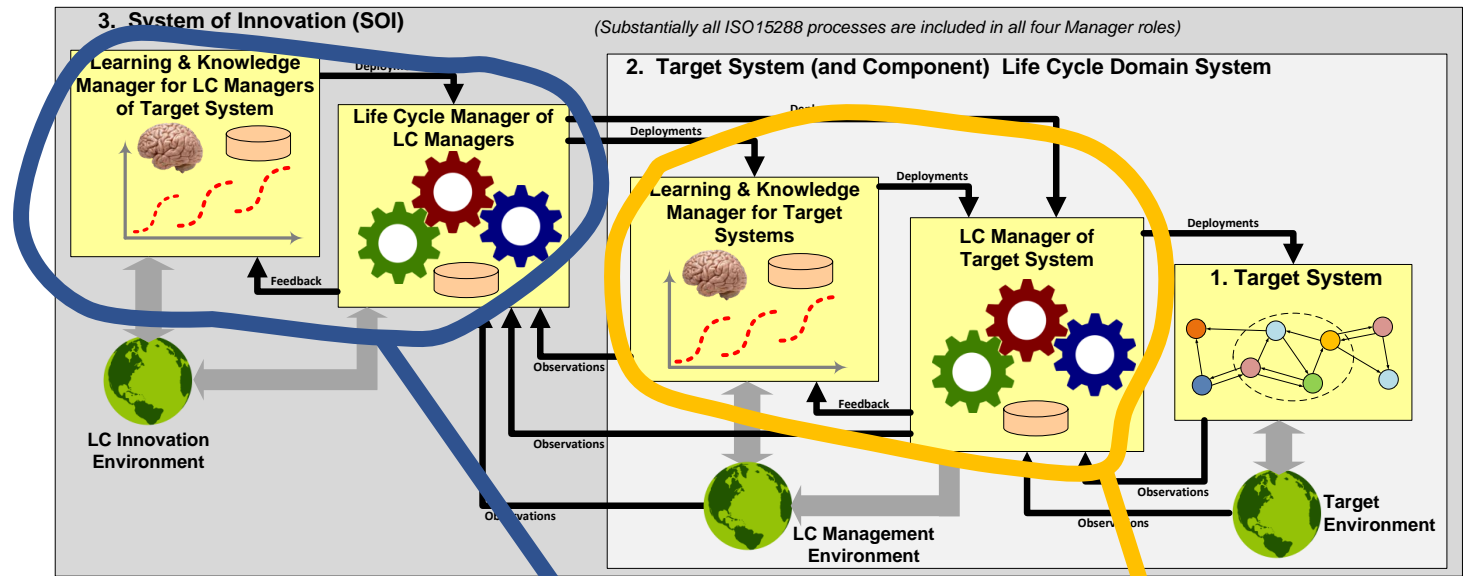 3. System of Innovation (SOI)
(Substantially all ISO15288 processes are included in all four Manager roles)
Learning & Knowledge
Manager for LC Managers
of Target System
Deployments
2. Target System (and Component) Life Cycle Domain System
Life Cycle Manager of
LC Managers
Deployments
Deployments
Learning & Knowledge
Manager for Target
Systems
Deployments
LC Manager of
Target System
Deployments
1. Target System
Feedback
Observations
Feedback
Observations
LC Innovation
Environment
Observations
Observations
Observations
LC Management
Environment
Target
Environment